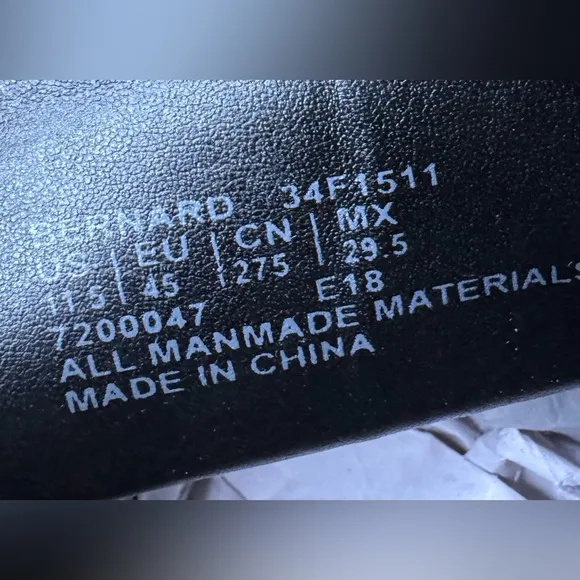 BERNARD 34F1511
US | EU | CN | MX
11.5 | 45 | 275 | 29.5
7200047 E18
ALL MANMADE MATERIALS
MADE IN CHINA